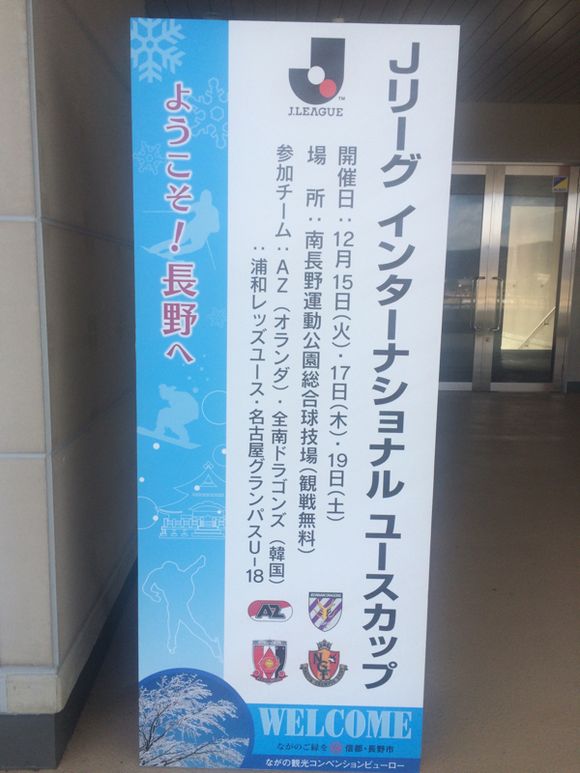 Jリーグ インターナショナル ユースカップ
J.LEAGUE™
開催日：12月15日(火)・17日(木)・19日(土)
場　所：南長野運動公園総合球技場(観戦無料)
参加チーム：AZ（オランダ）・全南ドラゴンズ（韓国）
：浦和レッズユース・名古屋グランパスU-18
ようこそ！長野へ
AZ
WELCOME
ながのご縁を 信都・長野市
ながの観光コンベンションビューロー